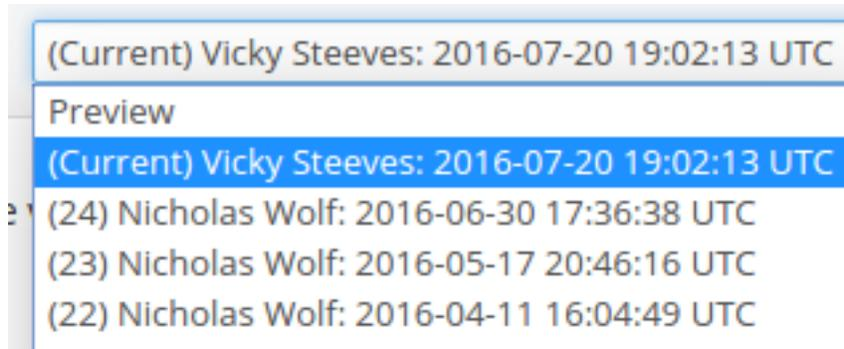 (Current) Vicky Steeves: 2016-07-20 19:02:13 UTC
Preview
(Current) Vicky Steeves: 2016-07-20 19:02:13 UTC
(24) Nicholas Wolf: 2016-06-30 17:36:38 UTC
(23) Nicholas Wolf: 2016-05-17 20:46:16 UTC
(22) Nicholas Wolf: 2016-04-11 16:04:49 UTC